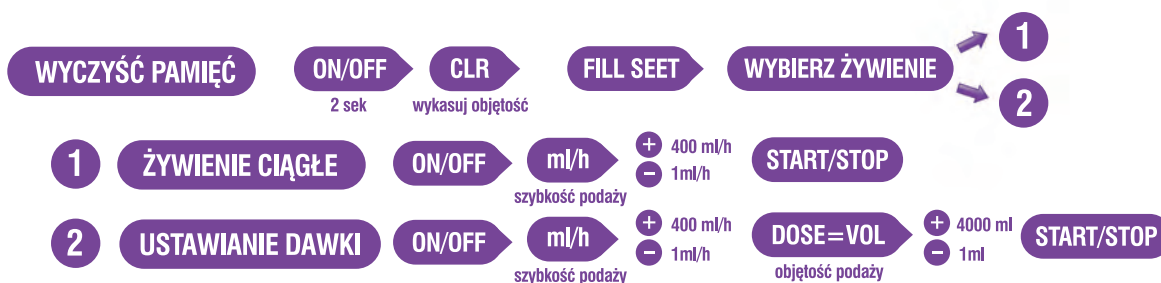 WYCZYŚĆ PAMIĘĆ ON/OFF CLR FILL SEET WYBIERZ ŻYWIENIE 1
2 sek wykasuj objętość 2
1 ŻYWIENIE CIĄGŁE ON/OFF ml/h + 400 ml/h START/STOP
- 1ml/h
szybkość podaży
2 USTAWIANIE DAWKI ON/OFF ml/h + 400 ml/h DOSE=VOL + 4000 ml START/STOP
- 1ml/h - 1ml
szybkość podaży objętość podaży